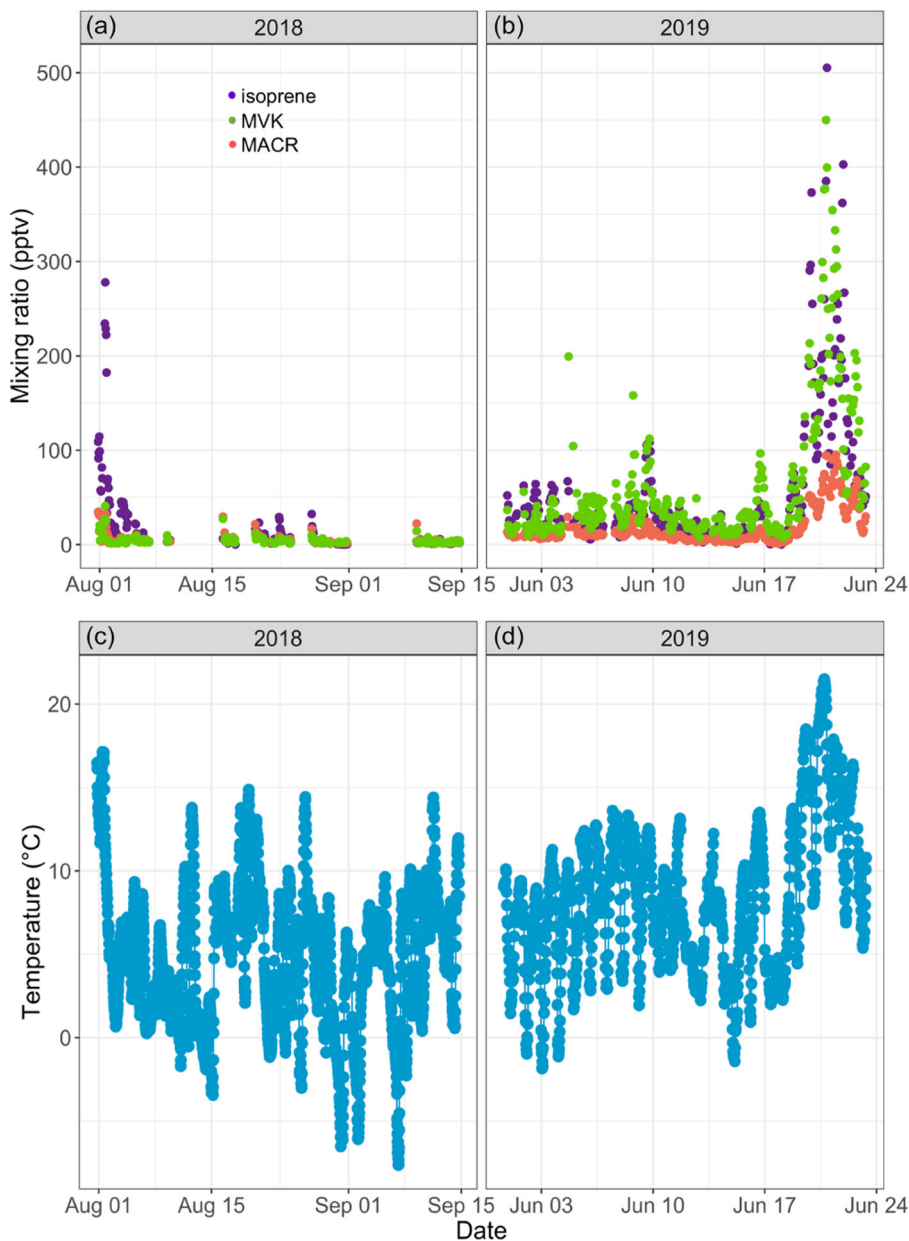 (a) 2018 (b) 2019
isoprene
MVK
MACR
500
400
300
200
100
0
Mixing ratio (pptv)
Aug 01 Aug 15 Sep 01 Sep 15 Jun 03 Jun 10 Jun 17 Jun 24
(c) 2018 (d) 2019
20
10
0
Temperature (°C)
Aug 01 Aug 15 Sep 01 Sep 15 Jun 03 Jun 10 Jun 17 Jun 24
Date